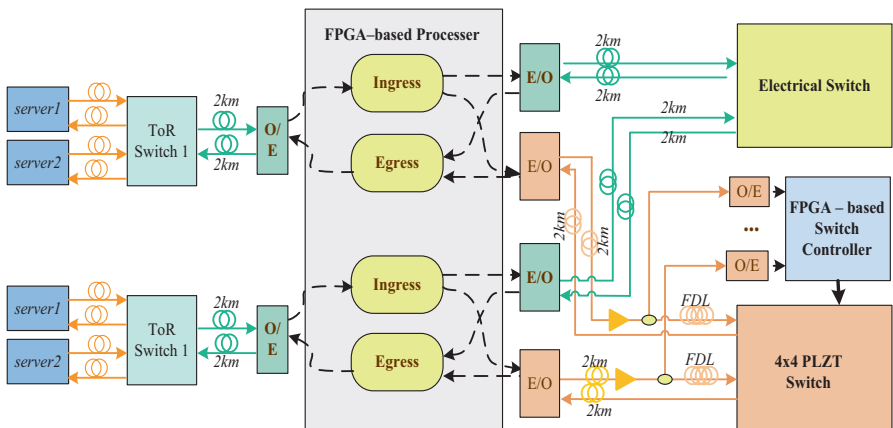 FPGA–based Processer
server1
server2
ToR
Switch 1
2km
2km
O/
E
Ingress
Egress
E/O
E/O
2km
2km
Electrical Switch
2km
2km
2km
2km
O/E
...
O/E
FPGA – based
Switch
Controller
server1
server2
ToR
Switch 1
2km
2km
O/
E
Ingress
Egress
E/O
E/O
FDL
2km
2km
FDL
4x4 PLZT
Switch